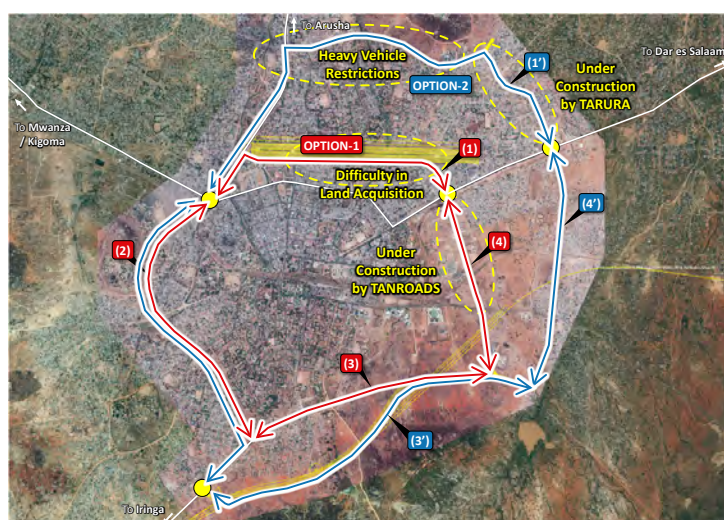 To Arusha
Heavy Vehicle
Restrictions
(1')
To Dar es Salaam
OPTION-2
Under
Construction
by TARURA
To Mwanza
/ Kigoma
OPTION-1
(1)
Difficulty in
Land Acquisition
(4')
(2)
(4)
Under
Construction
by TANROADS
(3)
(3')
To Iringa